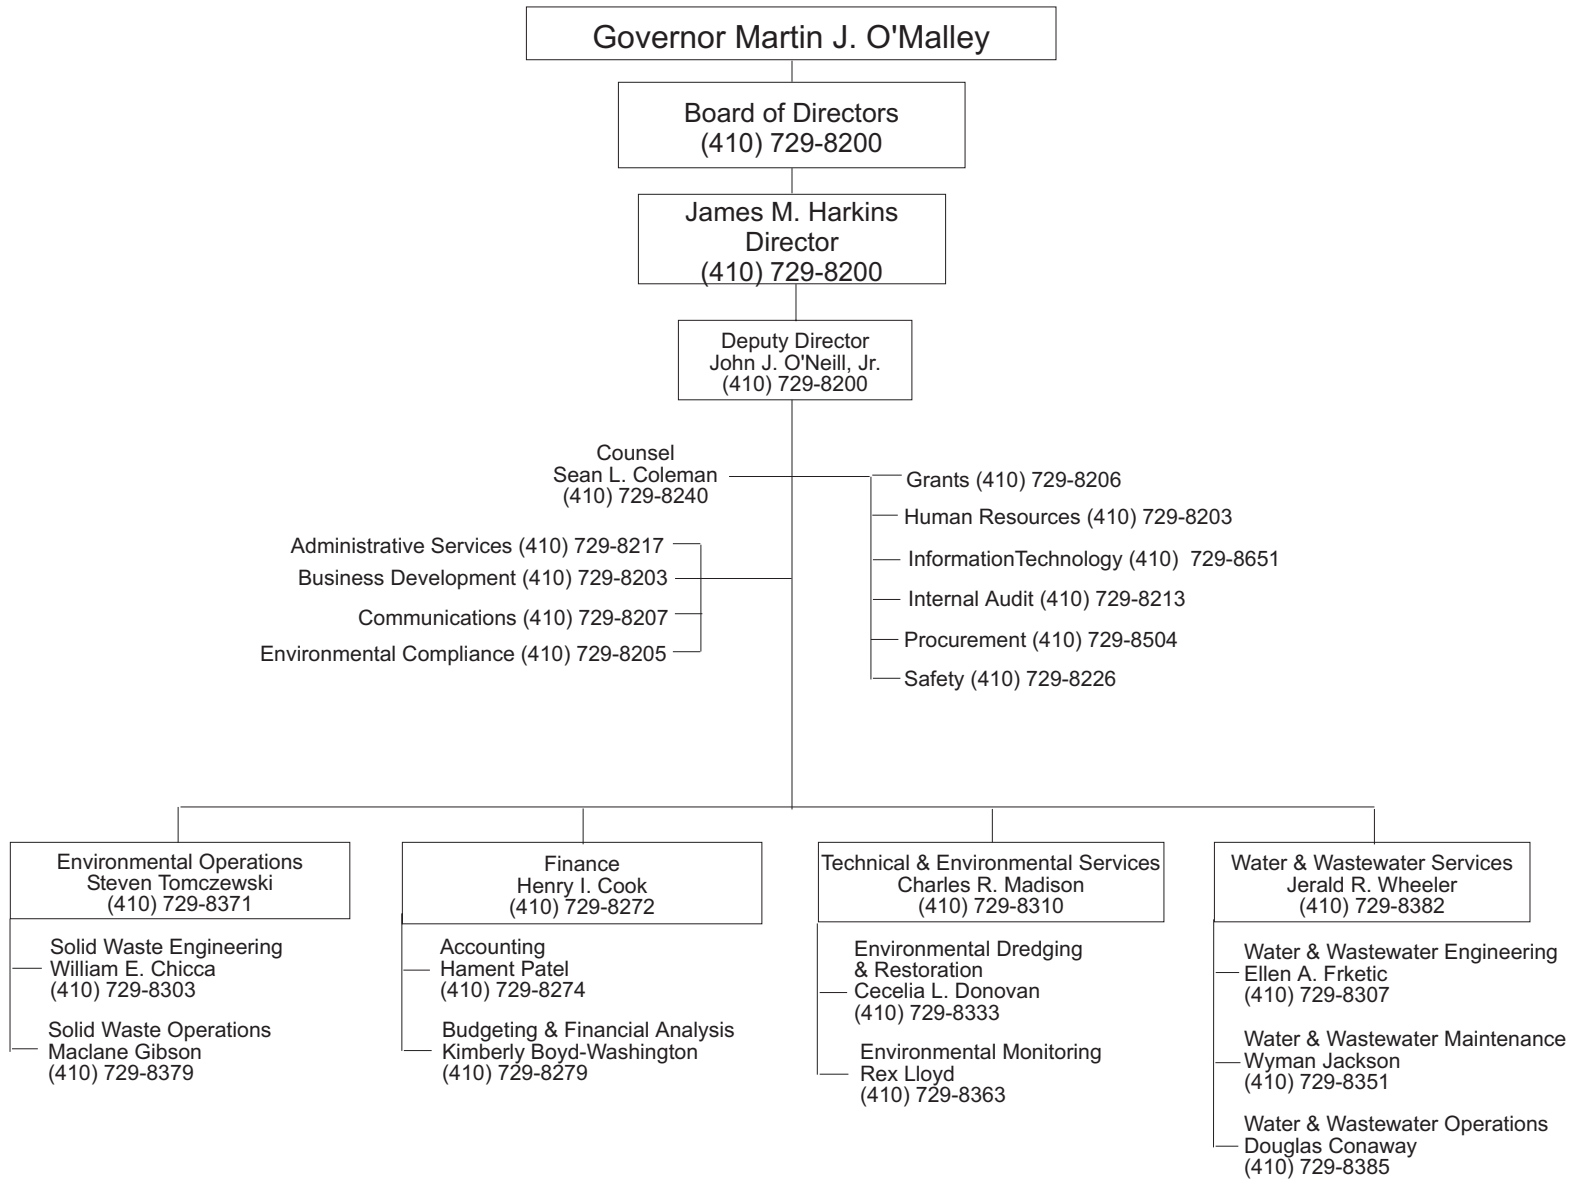 Governor Martin J. O'Malley
Board of Directors
(410) 729-8200
James M. Harkins
Director
(410) 729-8200
Deputy Director
John J. O'Neill, Jr.
(410) 729-8200
Counsel
Sean L. Coleman
(410) 729-8240
Administrative Services (410) 729-8217
Business Development (410) 729-8203
Communications (410) 729-8207
Environmental Compliance (410) 729-8205
Grants (410) 729-8206
Human Resources (410) 729-8203
InformationTechnology (410) 729-8651
Internal Audit (410) 729-8213
Procurement (410) 729-8504
Safety (410) 729-8226
Environmental Operations
Steven Tomczewski
(410) 729-8371
Solid Waste Engineering
William E. Chicca
(410) 729-8303
Solid Waste Operations
Maclane Gibson
(410) 729-8379
Finance
Henry I. Cook
(410) 729-8272
Accounting
Hament Patel
(410) 729-8274
Budgeting & Financial Analysis
Kimberly Boyd-Washington
(410) 729-8279
Technical & Environmental Services
Charles R. Madison
(410) 729-8310
Environmental Dredging
& Restoration
Cecelia L. Donovan
(410) 729-8333
Environmental Monitoring
Rex Lloyd
(410) 729-8363
Water & Wastewater Services
Jerald R. Wheeler
(410) 729-8382
Water & Wastewater Engineering
Ellen A. Frketic
(410) 729-8307
Water & Wastewater Maintenance
Wyman Jackson
(410) 729-8351
Water & Wastewater Operations
Douglas Conaway
(410) 729-8385